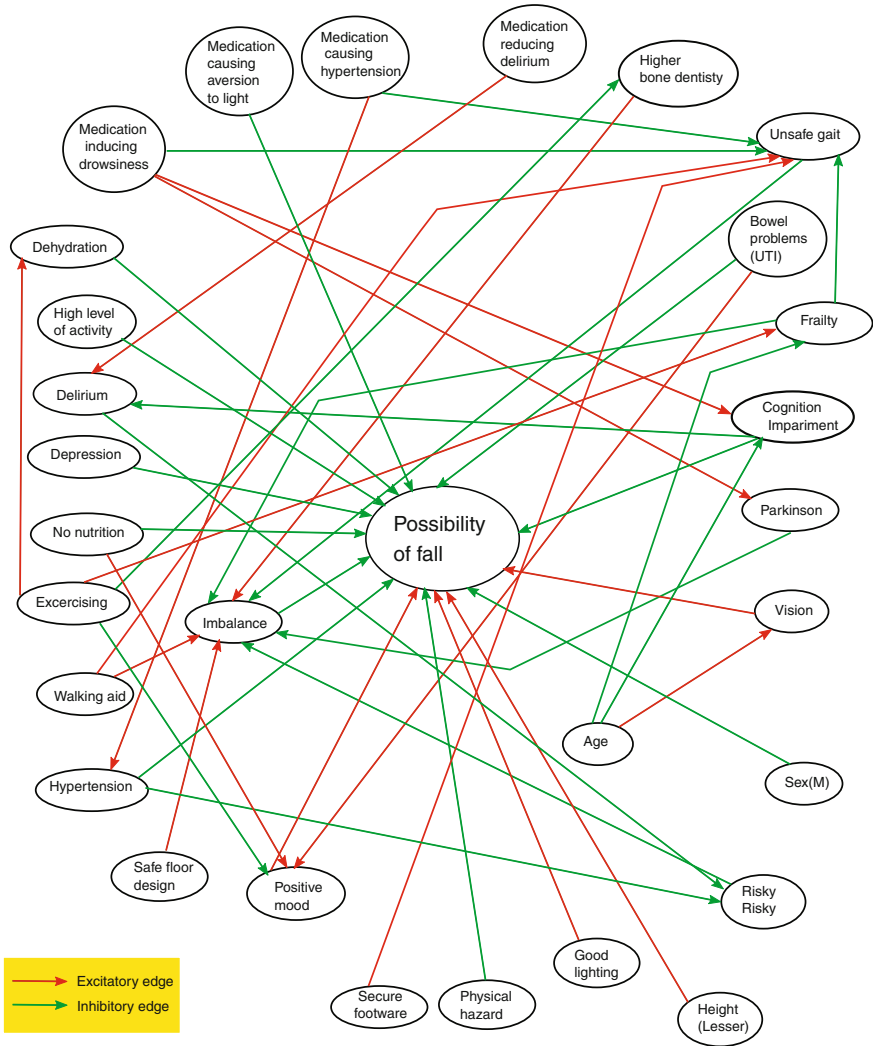 Medication
causing
aversion
to light
Medication
causing
hypertension
Medication
reducing
delirium
Higher
bone dentisty
Medication
inducing
drowsiness
Unsafe gait
Bowel
problems
(UTI)
Dehydration
High level
of activity
Frailty
Delirium
Cognition
Impariment
Depression
Possibility
of fall
Parkinson
No nutrition
Excercising
Imbalance
Vision
Walking aid
Age
Hypertension
Sex(M)
Safe floor
design
Positive
mood
Risky
Risky
Good
lighting
Secure
footware
Physical
hazard
Height
(Lesser)
Excitatory edge
Inhibitory edge